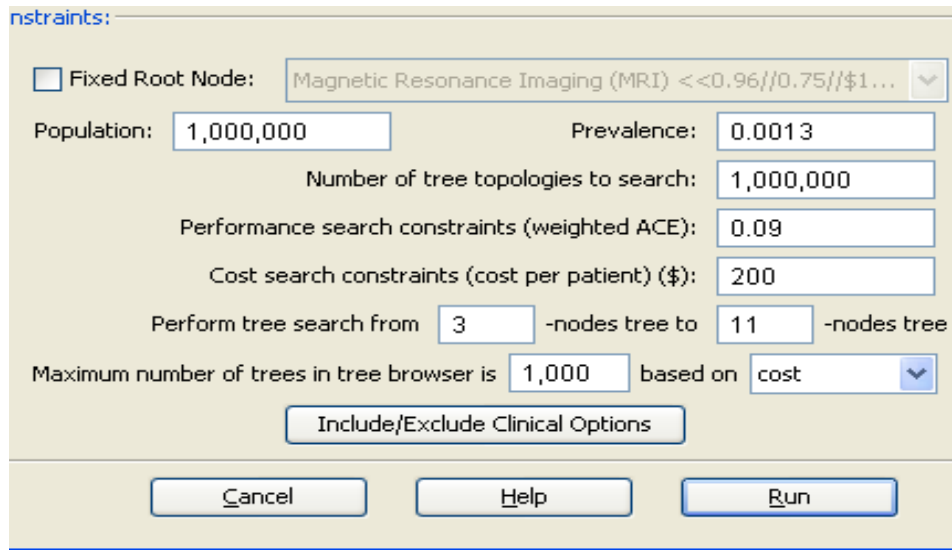 nstraints:
Fixed Root Node: Magnetic Resonance Imaging (MRI) <<0.96//0.75//$1...
Population: 1,000,000 Prevalence: 0.0013
Number of tree topologies to search: 1,000,000
Performance search constraints (weighted ACE): 0.09
Cost search constraints (cost per patient) ($): 200
Perform tree search from 3 -nodes tree to 11 -nodes tree
Maximum number of trees in tree browser is 1,000 based on cost
Include/Exclude Clinical Options
Cancel Help Run